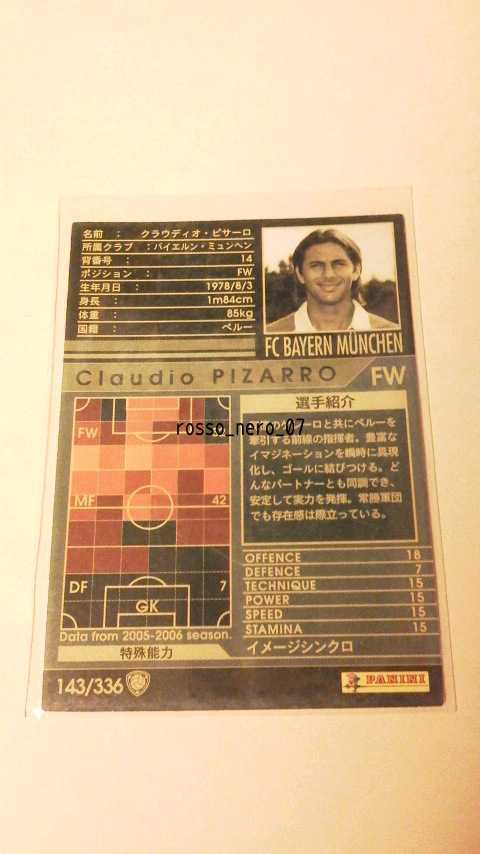 名前 : クラウディオ・ピサーロ
所属クラブ : バイエルン・ミュンヘン
背番号 : 14
ポジション : FW
生年月日 : 1978/8/3
身長 : 1m84cm
体重 : 85kg
国籍 : ペルー
FC BAYERN MÜNCHEN
Claudio PIZARRO FW
選手紹介
FW
rosso_nero_07
ーロと共にペルーを
牽引する前線の指揮者。豊富な
イマジネーションを瞬時に具現
化し、ゴールに結びつける。ど
んなパートナーとも同調でき、
安定して実力を発揮。常勝軍団
でも存在感は際立っている。
MF 42
DF 7
GK
Data from 2005-2006 season.
OFFENCE 18
DEFENCE 7
TECHNIQUE 15
POWER 15
SPEED 15
STAMINA 15
特殊能力
イメージシンクロ
143/336
PANINI